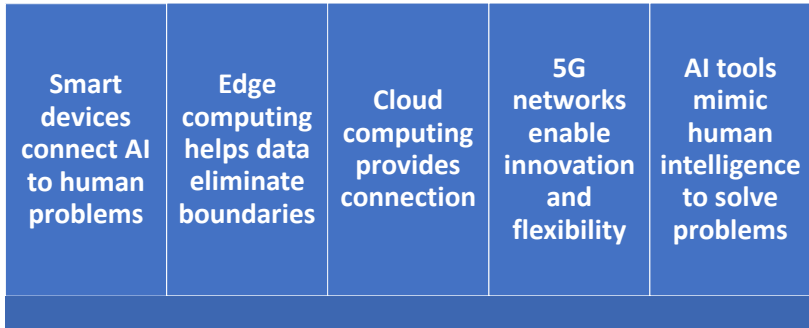 Smart
devices
connect AI
to human
problems
Edge
computing
helps data
eliminate
boundaries
Cloud
computing
provides
connection
5G
networks
enable
innovation
and
flexibility
AI tools
mimic
human
intelligence
to solve
problems